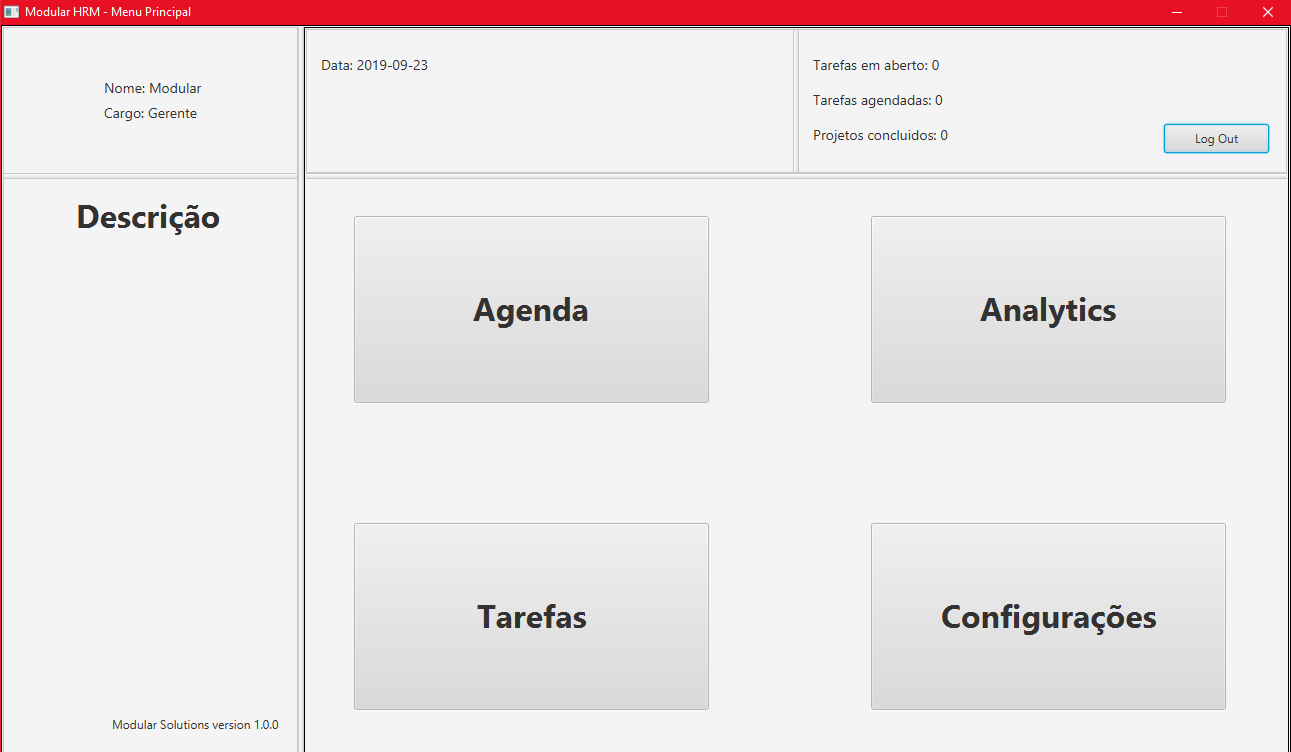 Modular HRM - Menu Principal
Nome: Modular
Cargo: Gerente
Data: 2019-09-23
Tarefas em aberto: 0
Tarefas agendadas: 0
Projetos concluidos: 0
Log Out
Descrição
Agenda
Analytics
Tarefas
Configurações
Modular Solutions version 1.0.0